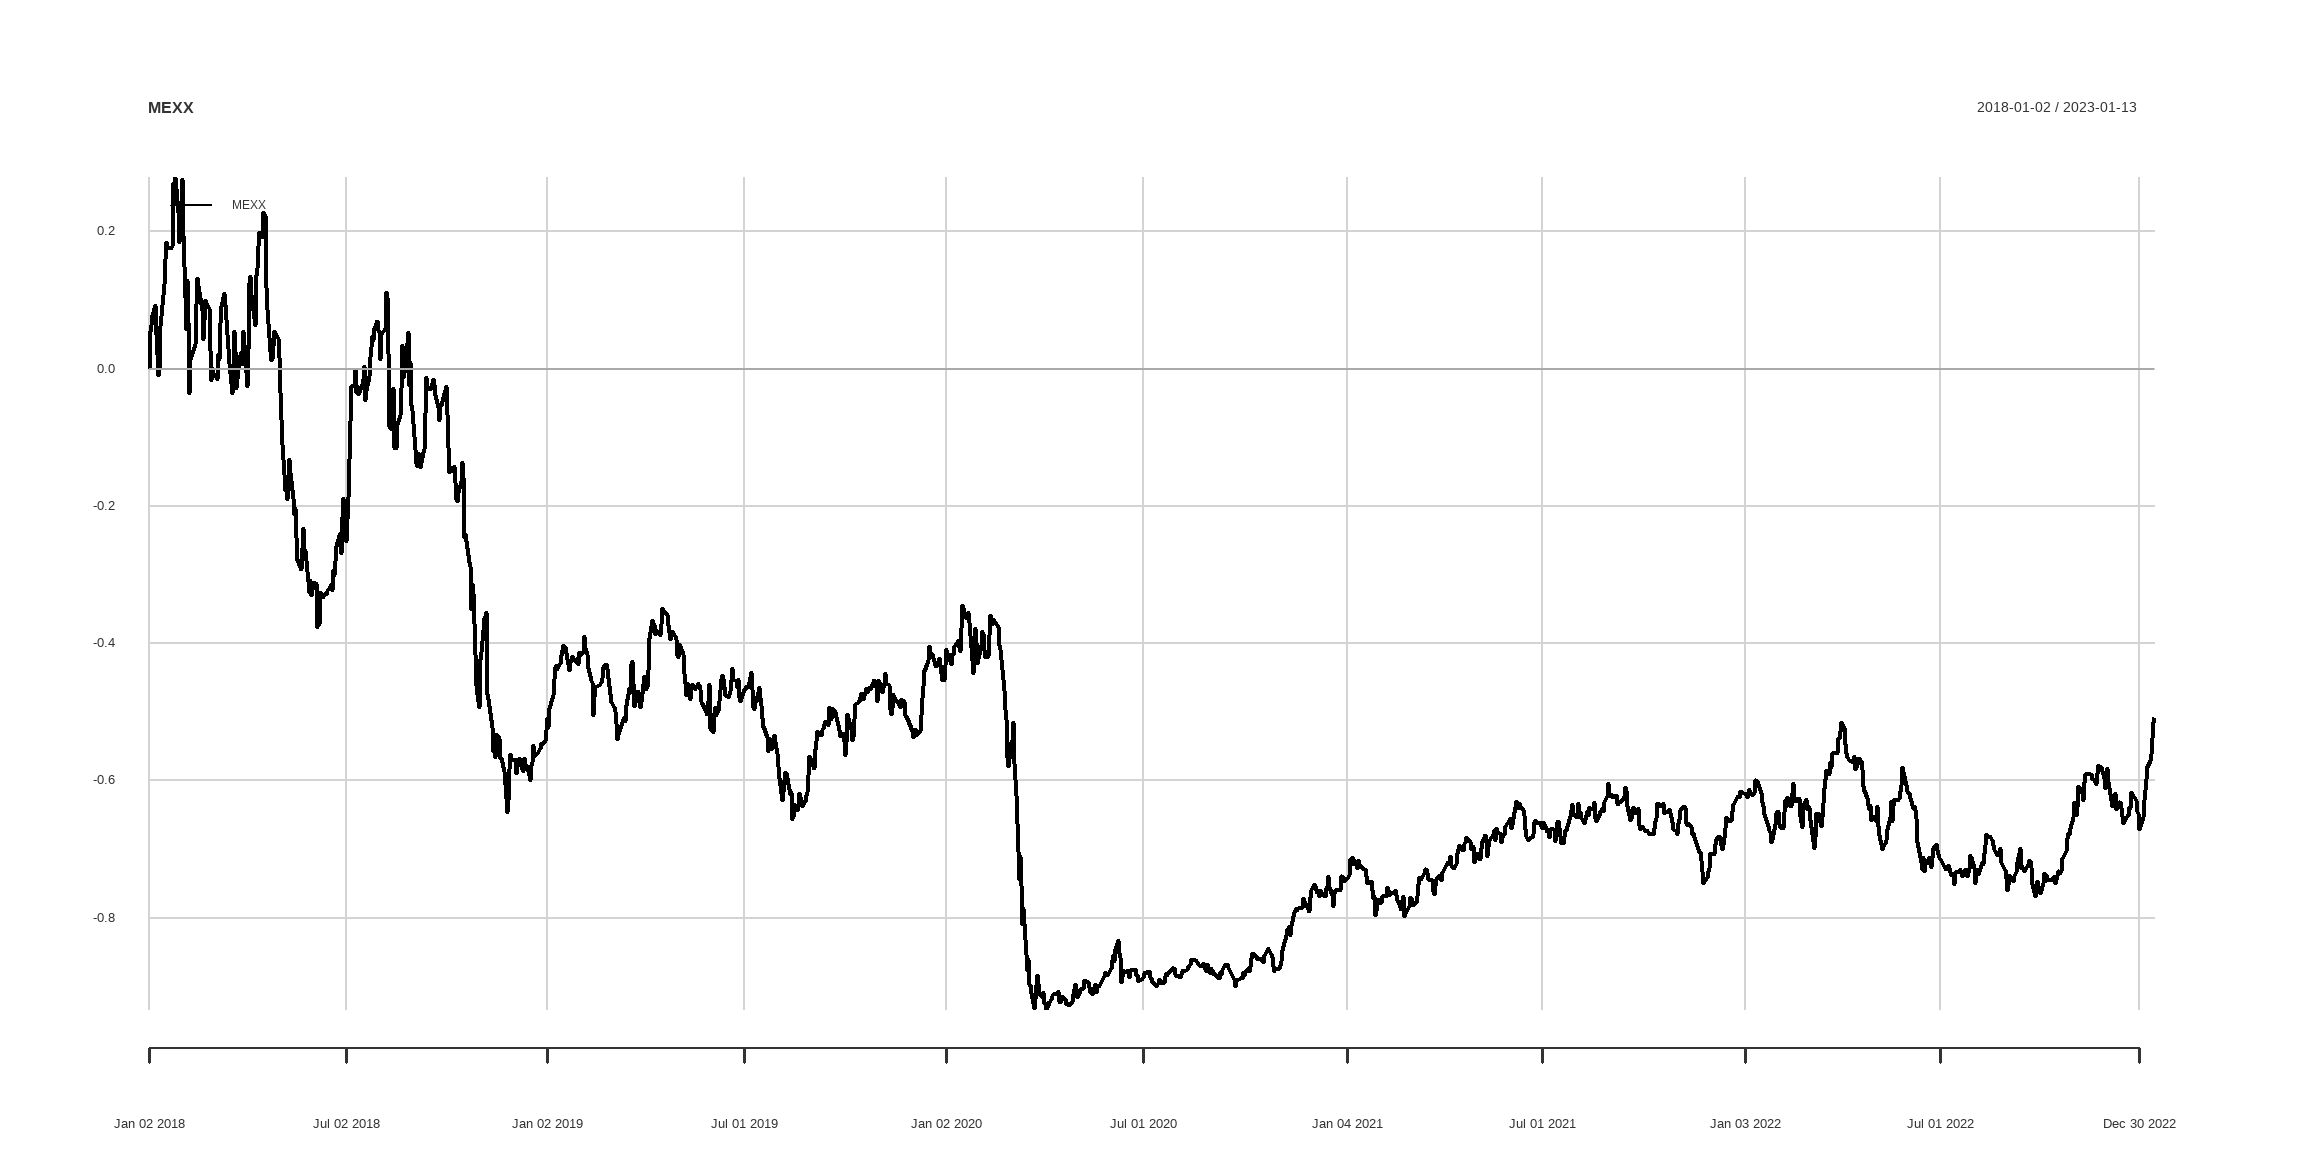 MEXX
2018-01-02 / 2023-01-13
MEXX
0.2
0.0
-0.2
-0.4
-0.6
-0.8
Jan 02 2018
Jul 02 2018
Jan 02 2019
Jul 01 2019
Jan 02 2020
Jul 01 2020
Jan 04 2021
Jul 01 2021
Jan 03 2022
Jul 01 2022
Dec 30 2022